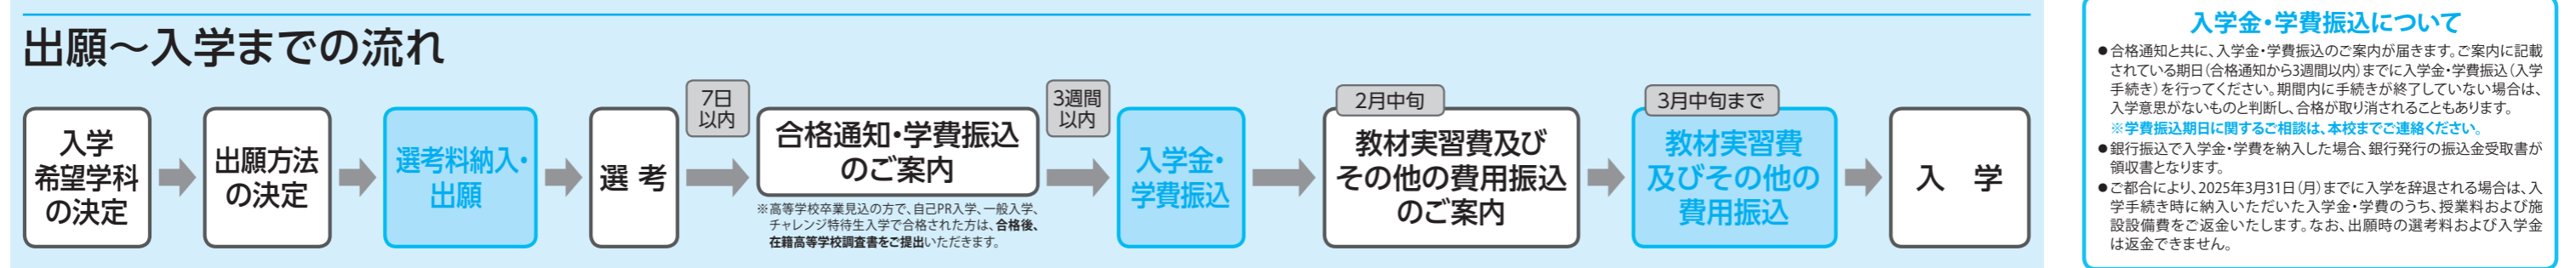 出願～入学までの流れ
入学
希望学科
の決定
出願方法
の決定
選考料納入・
出願
選 考
7日
以内
合格通知・学費振込
のご案内
※高等学校卒業見込の方で、自己PR入学、一般入学、
チャレンジ特待生入学で合格された方は、合格後、
在籍高等学校調査書をご提出いただきます。
3週間
以内
入学金・
学費振込
2月中旬
教材実習費及び
その他の費用振込
のご案内
3月中旬まで
教材実習費
及びその他の
費用振込
入 学
入学金・学費振込について
●合格通知と共に、入学金・学費振込のご案内が届きます。ご案内に記載
されている期日（合格通知から3週間以内）までに入学金・学費振込（入学
手続き）を行ってください。期間内に手続きが終了していない場合は、
入学意思がないものと判断し、合格が取り消されることもあります。
※学費振込期日に関するご相談は、本校までご連絡ください。
●銀行振込で入学金・学費を納入した場合、銀行発行の振込金受取書が
領収書となります。
●ご都合により、2025年3月31日（月）までに入学を辞退される場合は、入
学手続き時に納入いただいた入学金・学費のうち、授業料および施
設設備費をご返金いたします。なお、出願時の選考料および入学金
は返金できません。